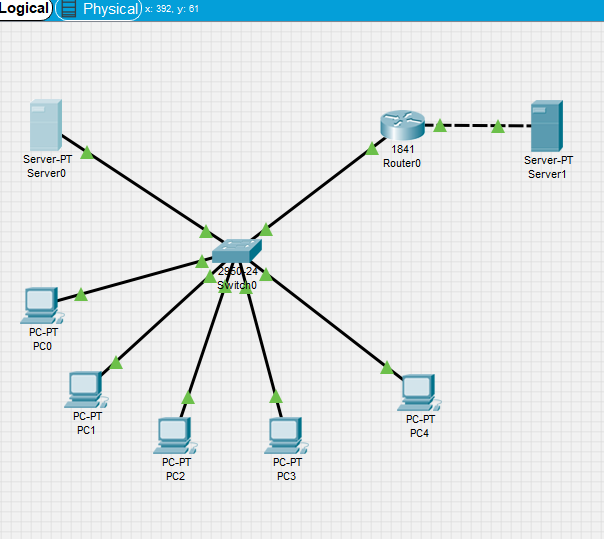 Logical
Physical
x: 392, y: 61
Server-PT
Server0
1841
Router0
Server-PT
Server1
2950-24
Switch0
PC-PT
PC0
PC-PT
PC1
PC-PT
PC2
PC-PT
PC3
PC-PT
PC4